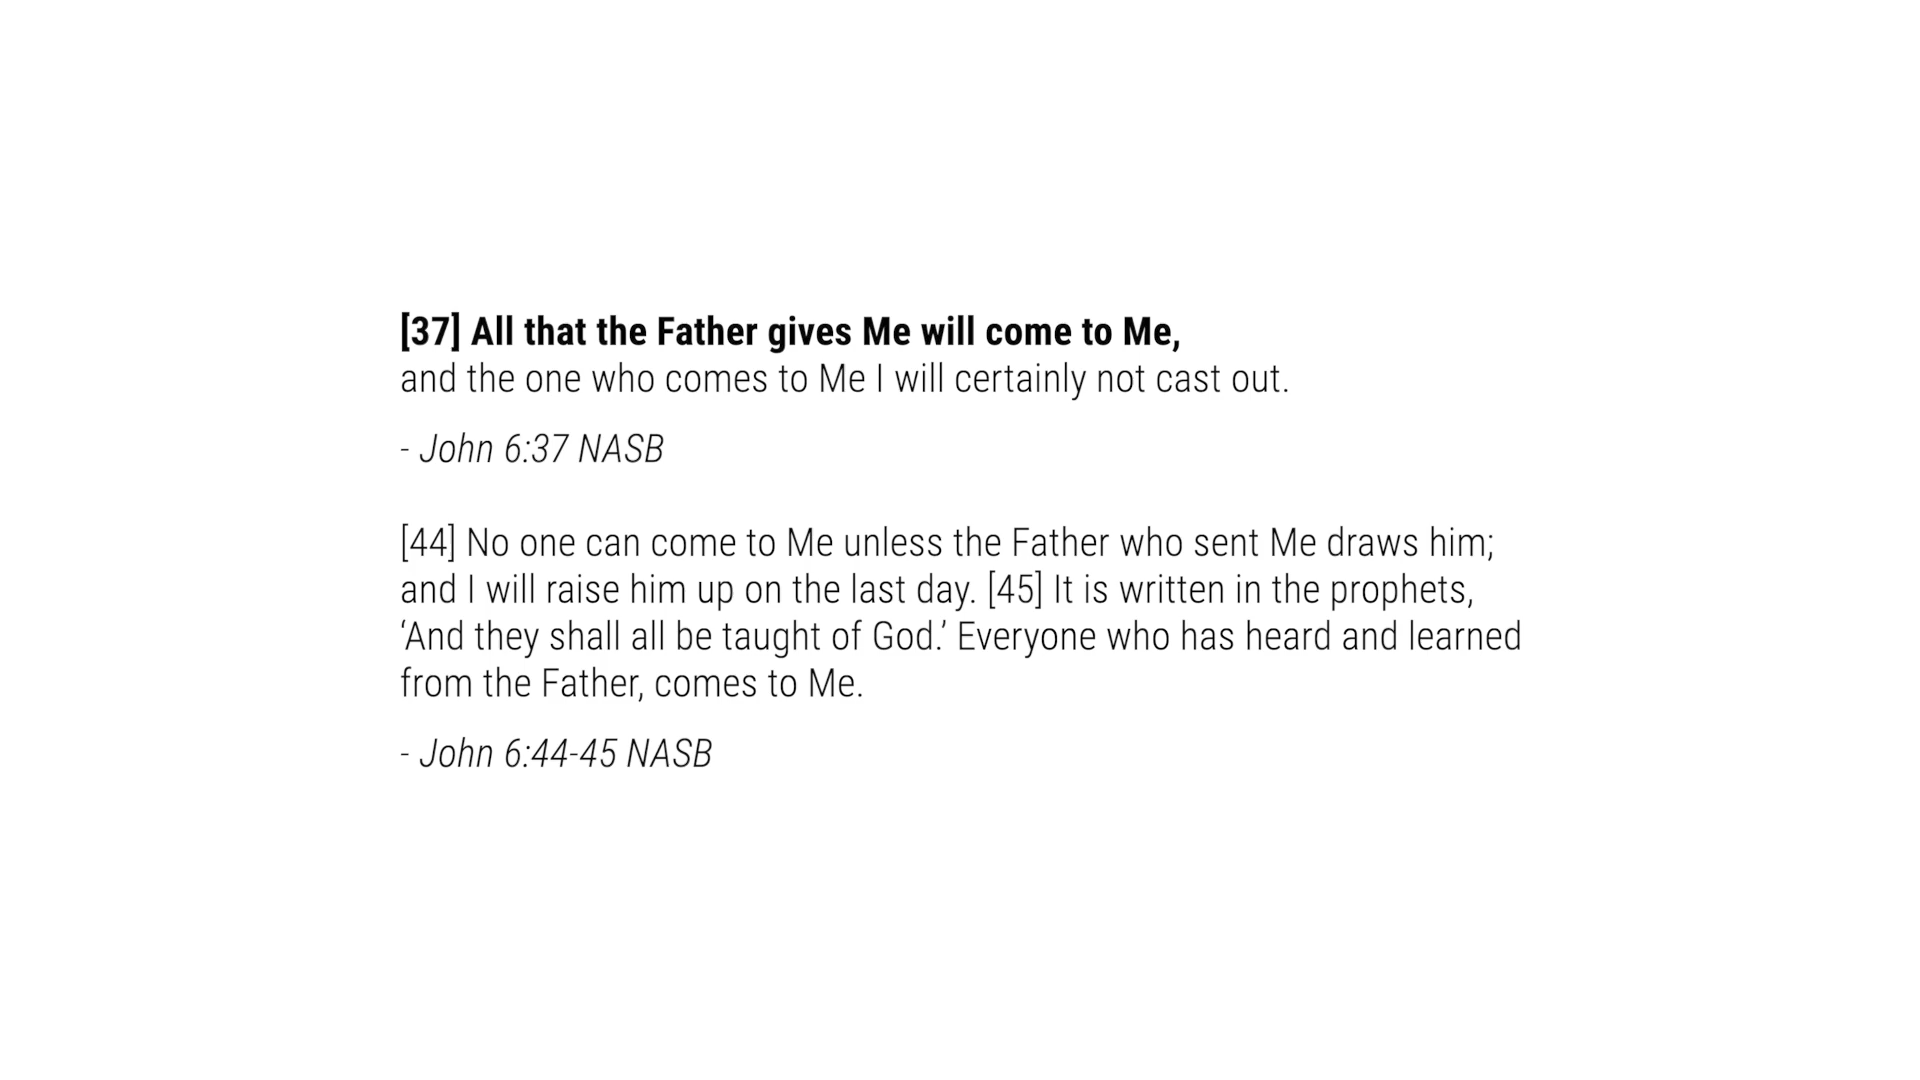 [37] All that the Father gives Me will come to Me,
and the one who comes to Me I will certainly not cast out.
- John 6:37 NASB
[44] No one can come to Me unless the Father who sent Me draws him;
and I will raise him up on the last day. [45] It is written in the prophets,
‘And they shall all be taught of God.’ Everyone who has heard and learned
from the Father, comes to Me.
- John 6:44-45 NASB